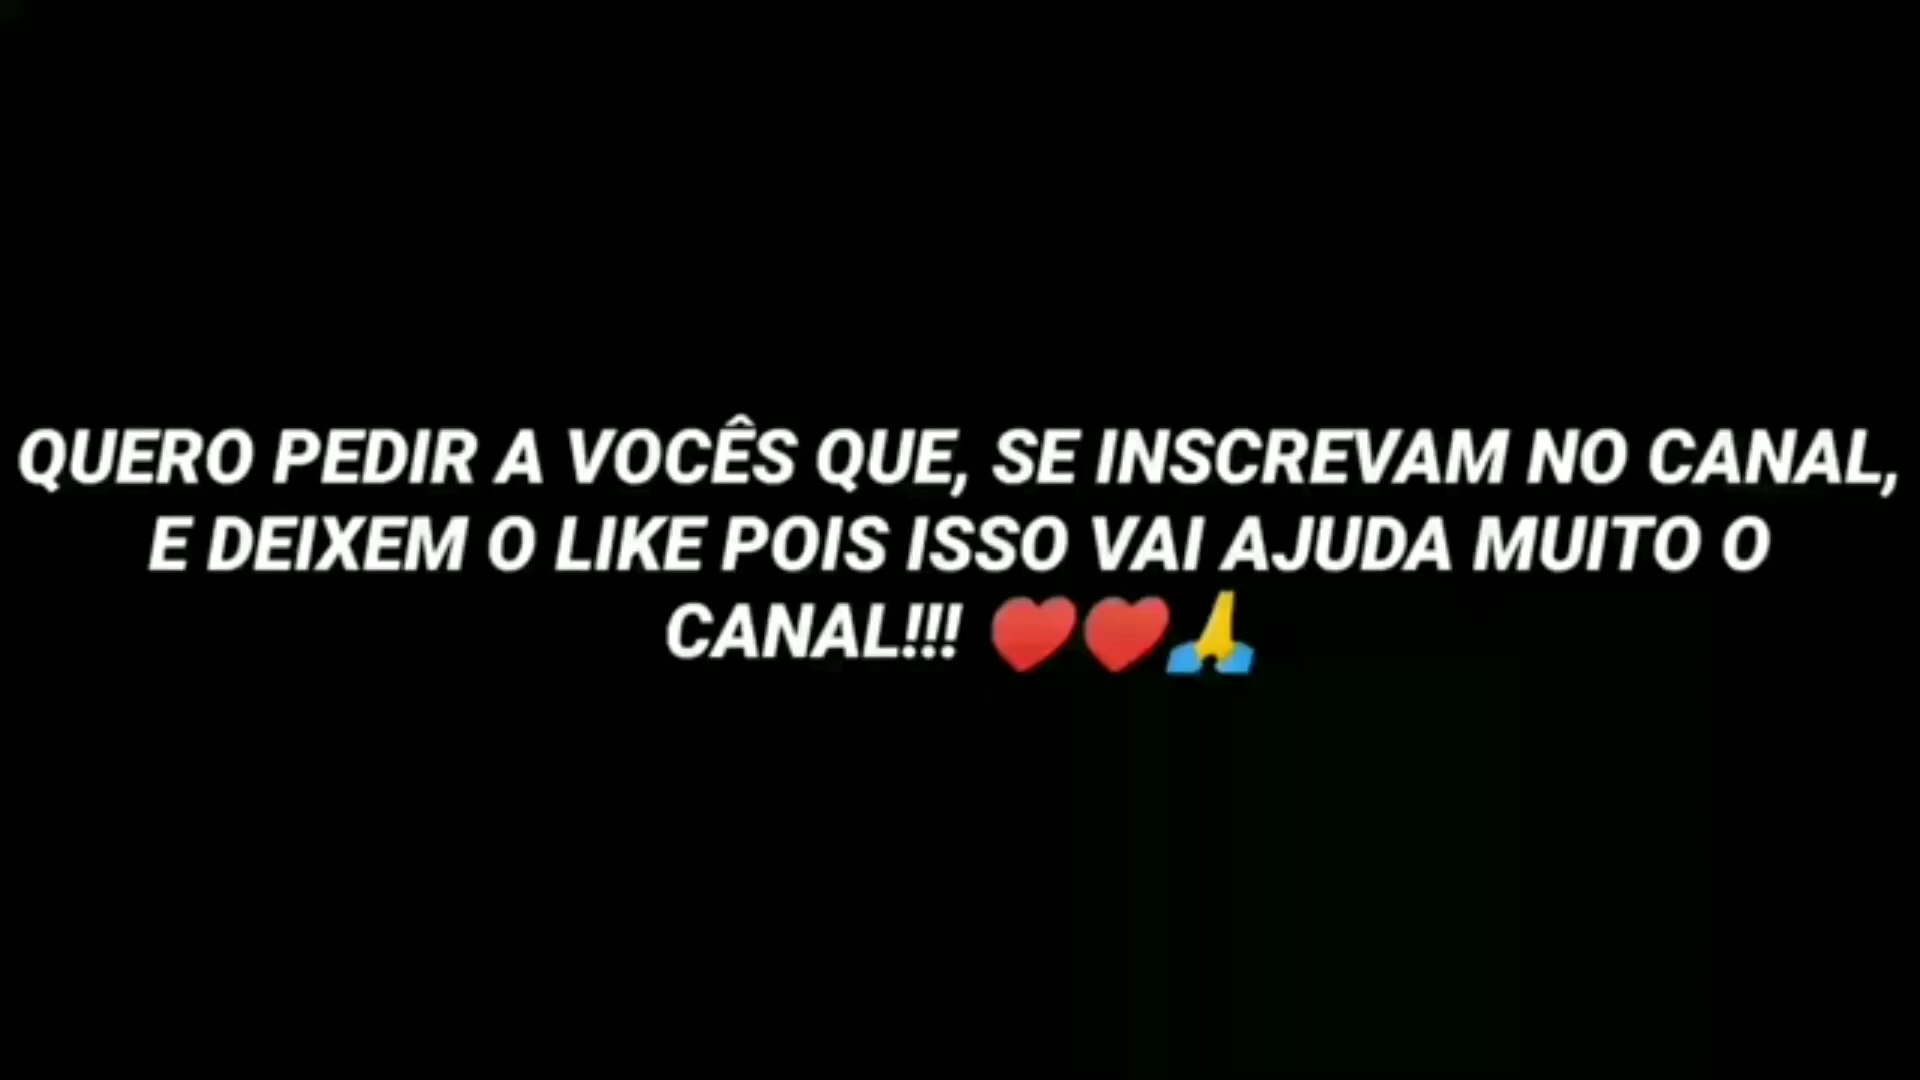 QUERO PEDIR A VOCÊS QUE, SE INSCREVAM NO CANAL,
E DEIXEM O LIKE POIS ISSO VAI AJUDA MUITO O
CANAL!!! ♥️♥️🙏